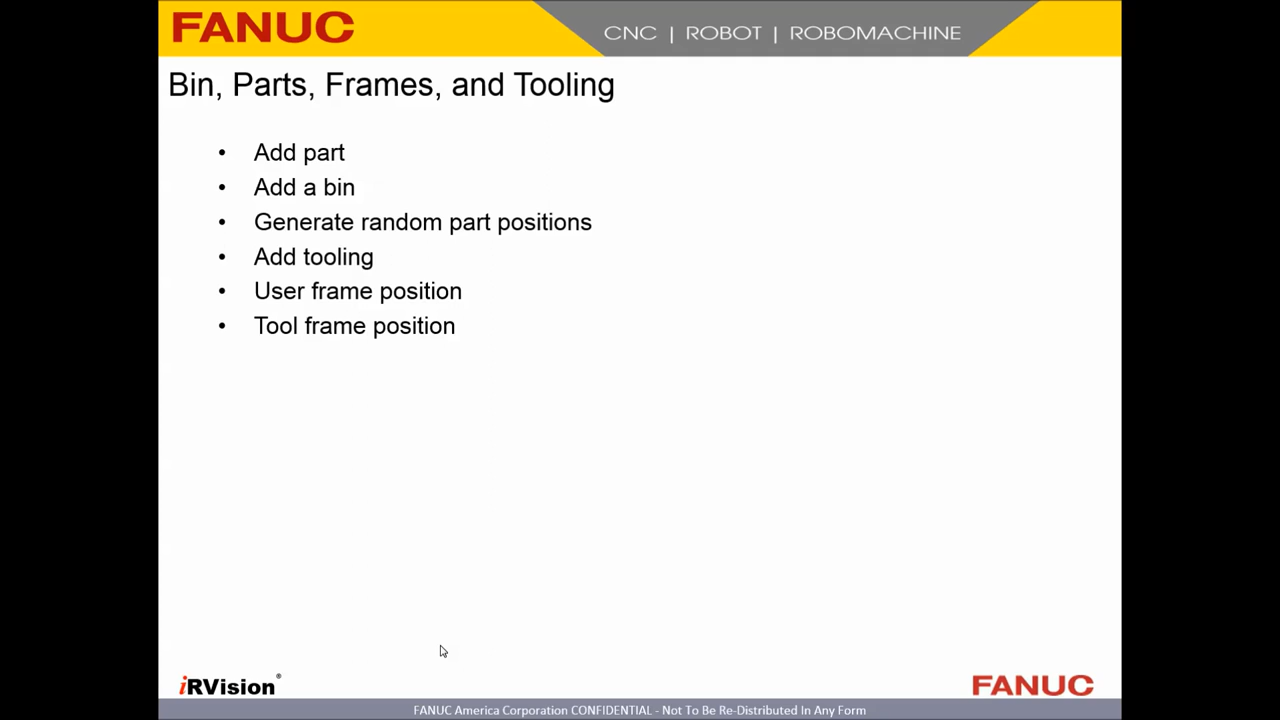 FANUC
CNC | ROBOT | ROBOMACHINE
Bin, Parts, Frames, and Tooling
• Add part
• Add a bin
• Generate random part positions
• Add tooling
• User frame position
• Tool frame position
iRVision®
FANUC
FANUC America Corporation CONFIDENTIAL - Not To Be Re-Distributed In Any Form